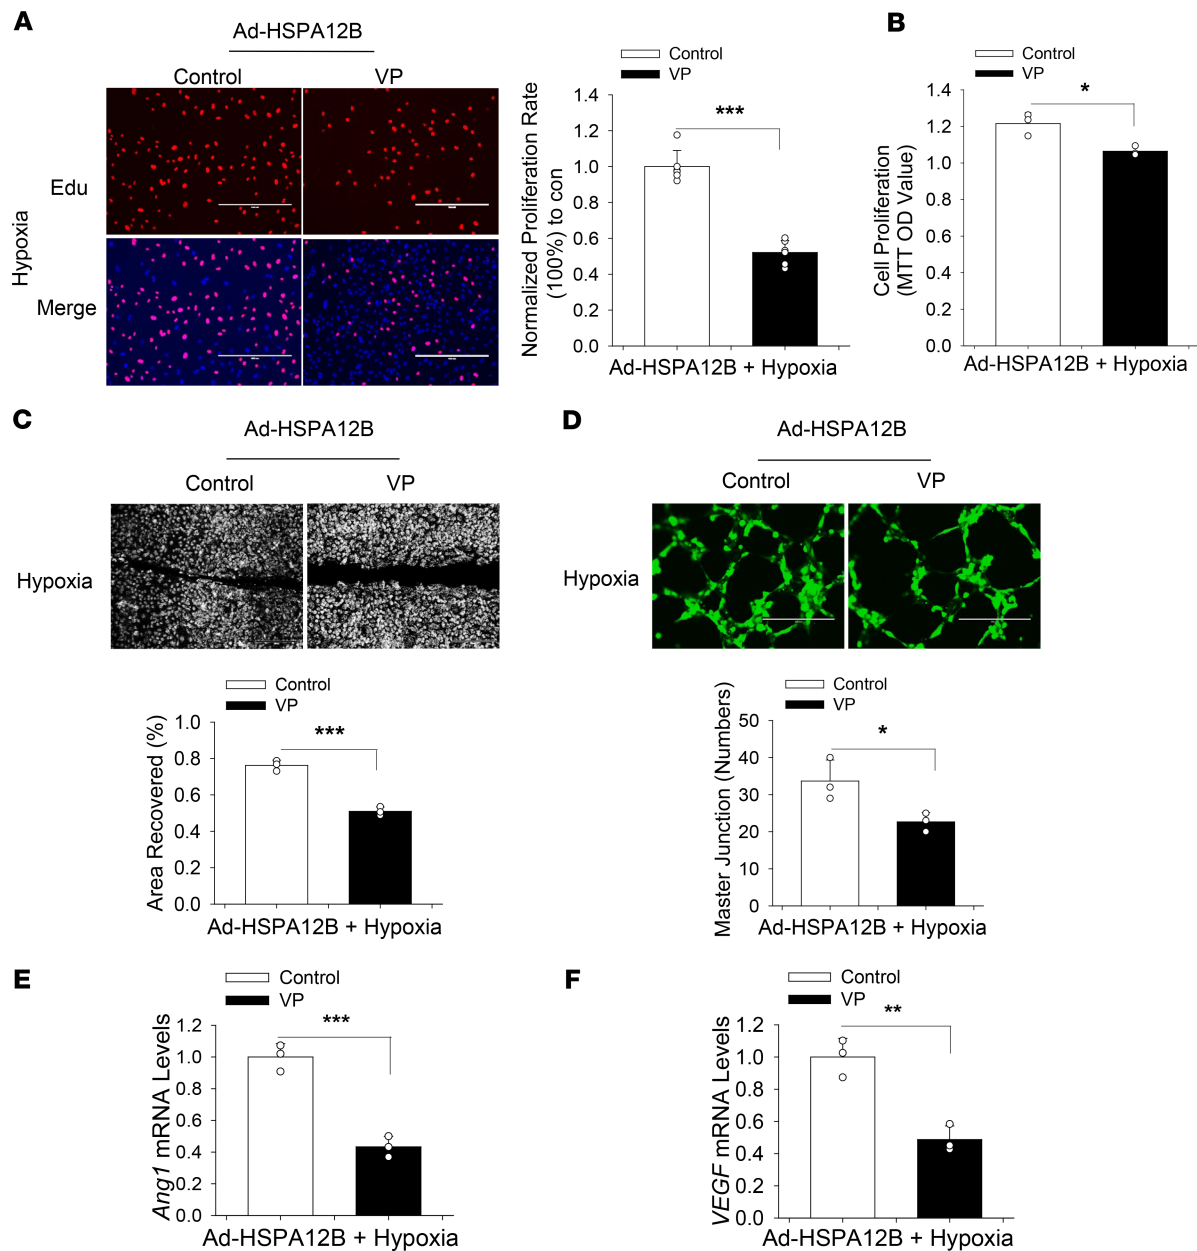 A
Ad-HSPA12B
Control
VP
Hypoxia
Edu
Merge
Control
VP
Normalized Proliferation Rate
(100%) to con
1.4
1.2
1.0
0.8
0.6
0.4
0.2
0.0
***
Ad-HSPA12B + Hypoxia
B
Control
VP
Cell Proliferation
(MTT OD Value)
1.4
1.2
1.0
0.8
0.6
0.4
0.2
0.0
*
Ad-HSPA12B + Hypoxia
C
Ad-HSPA12B
Control
VP
Hypoxia
Control
VP
Area Recovered (%)
1.0
0.8
0.6
0.4
0.2
0.0
***
Ad-HSPA12B + Hypoxia
D
Ad-HSPA12B
Control
VP
Hypoxia
Control
VP
Master Junction (Numbers)
50
40
30
20
10
0
*
Ad-HSPA12B + Hypoxia
E
Control
VP
Ang1 mRNA Levels
1.2
1.0
0.8
0.6
0.4
0.2
0.0
***
Ad-HSPA12B + Hypoxia
F
Control
VP
VEGF mRNA Levels
1.2
1.0
0.8
0.6
0.4
0.2
0.0
**
Ad-HSPA12B + Hypoxia